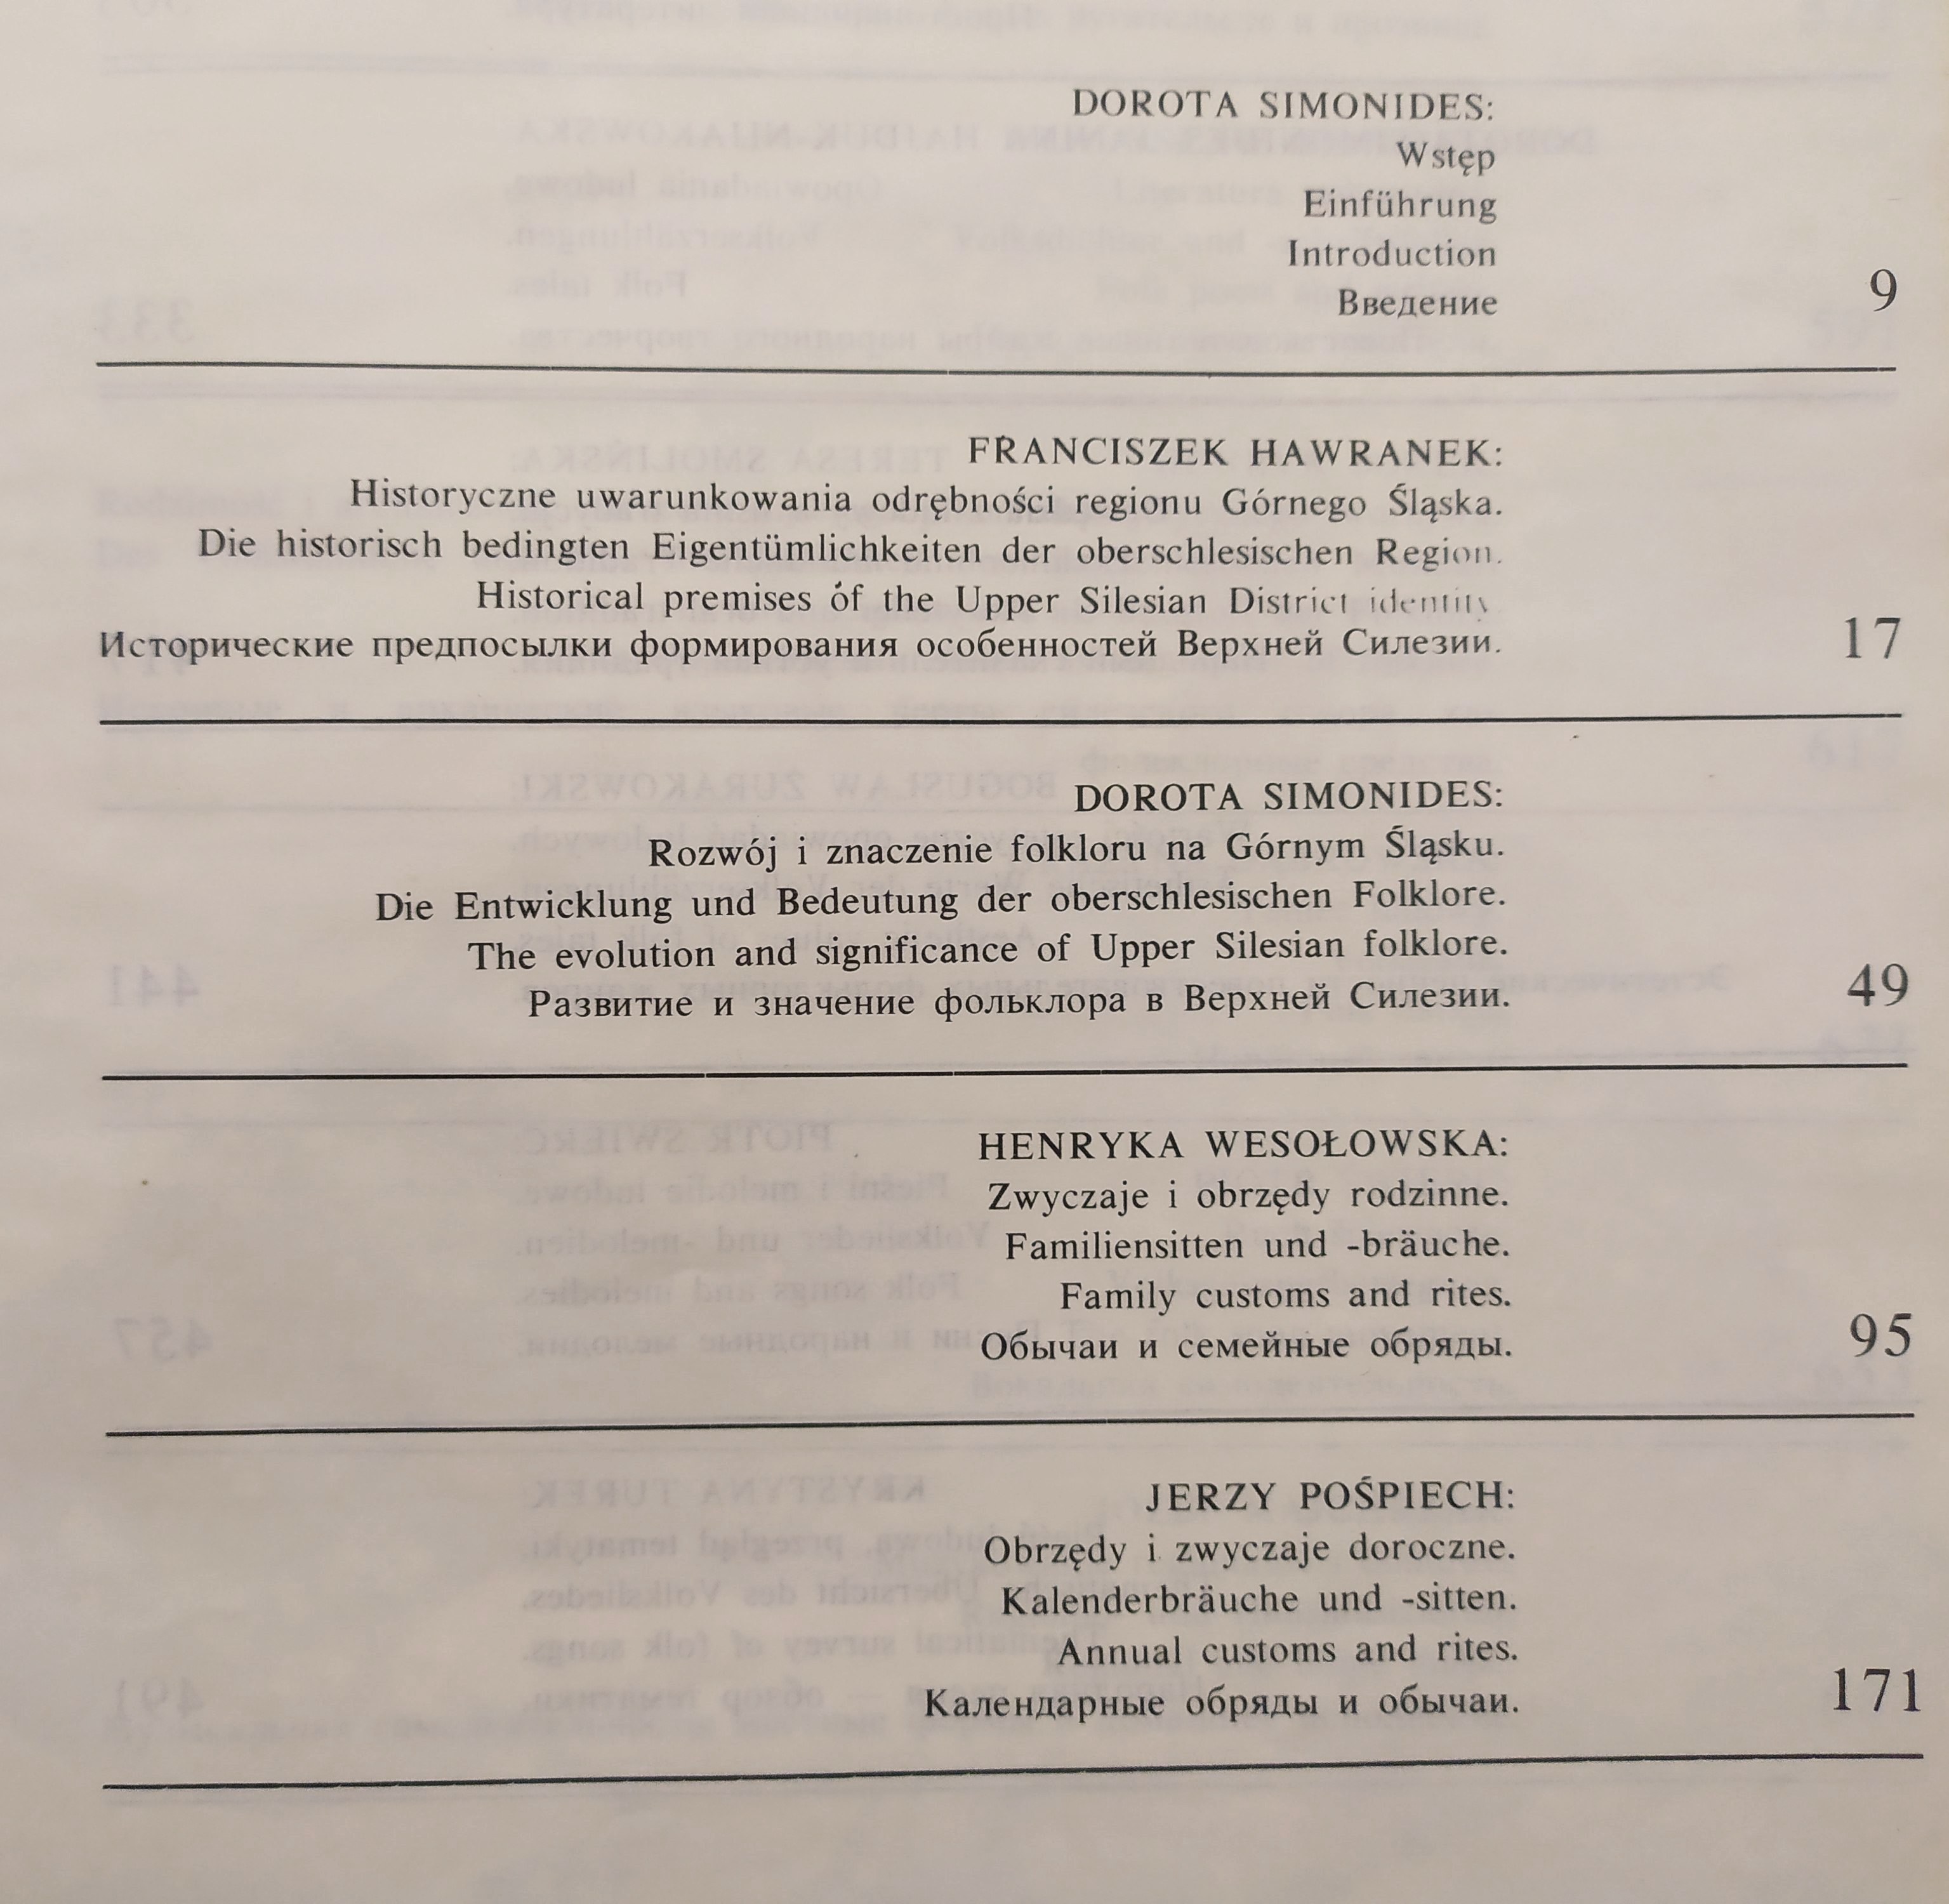 DOROTA SIMONIDES:
Wstęp
Einführung
Introduction
Введение
9
FRANCISZEK HAWRANEK:
Historyczne uwarunkowania odrębności regionu Górnego Śląska.
Die historisch bedingten Eigentümlichkeiten der oberschlesischen Region.
Historical premises of the Upper Silesian District identity
Исторические предпосылки формирования особенностей Верхней Силезии.
17
DOROTA SIMONIDES:
Rozwój i znaczenie folkloru na Górnym Śląsku.
Die Entwicklung und Bedeutung der oberschlesischen Folklore.
The evolution and significance of Upper Silesian folklore.
Развитие и значение фольклора в Верхней Силезии.
49
HENRYKA WESOŁOWSKA:
Zwyczaje i obrzędy rodzinne.
Familiensitten und -bräuche.
Family customs and rites.
Обычаи и семейные обряды.
95
JERZY POŚPIECH:
Obrzędy i zwyczaje doroczne.
Kalenderbräuche und -sitten.
Annual customs and rites.
Календарные обряды и обычаи.
171